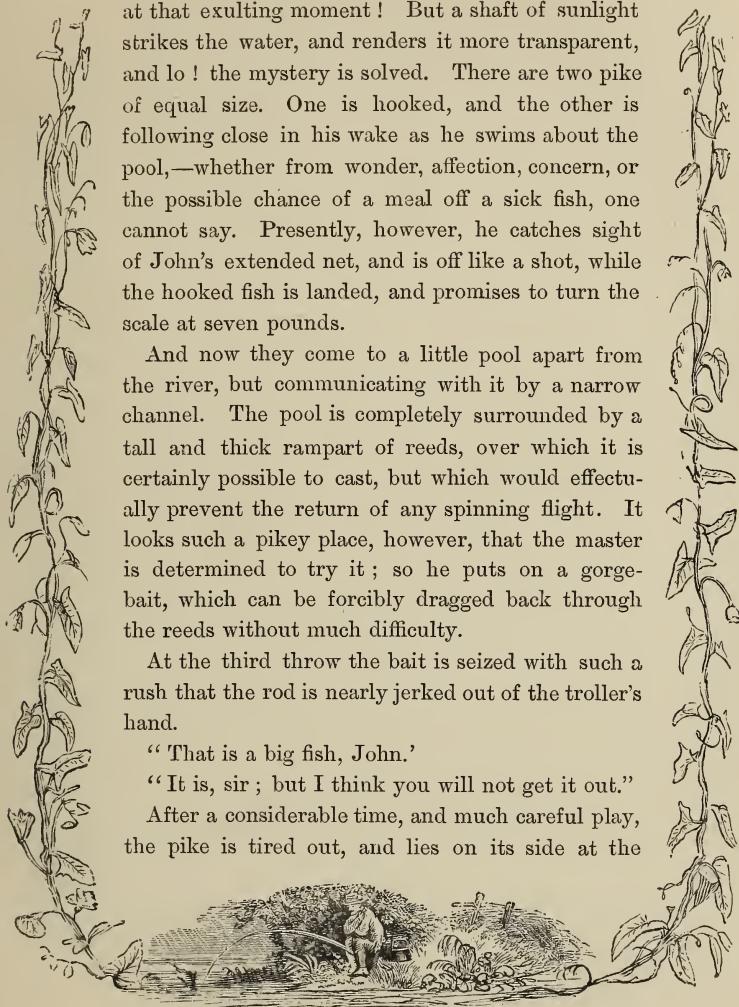 at that exulting moment ! But a shaft of sunlight
strikes the water, and renders it more transparent,
and lo ! the mystery is solved. There are two pike
of equal size. One is hooked, and the other is
following close in his wake as he swims about the
pool,—whether from wonder, affection, concern, or
the possible chance of a meal off a sick fish, one
cannot say. Presently, however, he catches sight
of John's extended net, and is off like a shot, while
the hooked fish is landed, and promises to turn the
scale at seven pounds.
And now they come to a little pool apart from
the river, but communicating with it by a narrow
channel. The pool is completely surrounded by a
tall and thick rampart of reeds, over which it is
certainly possible to cast, but which would effectu-
ally prevent the return of any spinning flight. It
looks such a pikey place, however, that the master
is determined to try it ; so he puts on a gorge-
bait, which can be forcibly dragged back through
the reeds without much difficulty.
At the third throw the bait is seized with such a
rush that the rod is nearly jerked out of the troller's
hand.
“ That is a big fish, John.’
“ It is, sir ; but I think you will not get it out.”
After a considerable time, and much careful play,
the pike is tired out, and lies on its side at the